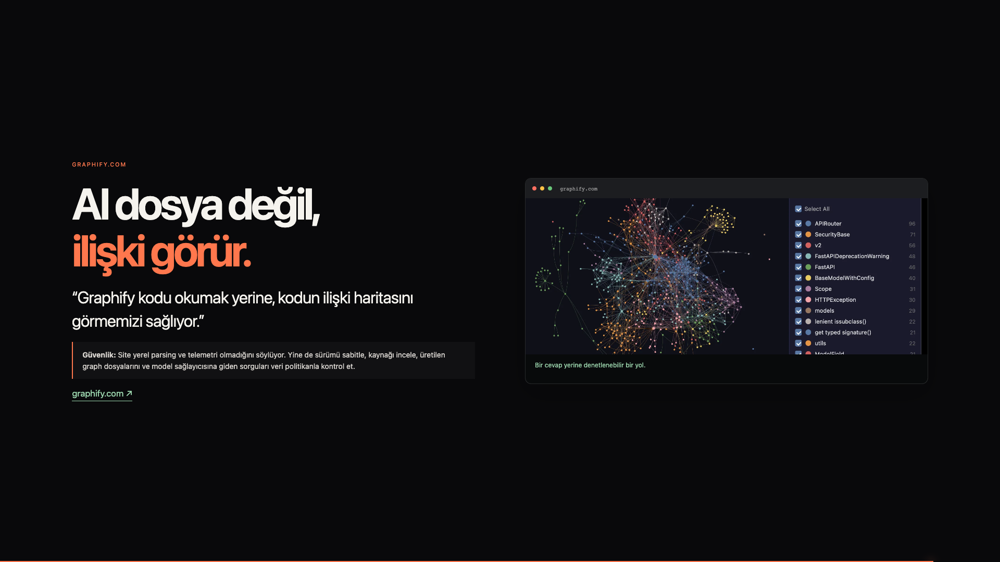 GRAPHIFY.COM
AI dosya değil,
ilişki görür.
“Graphify kodu okumak yerine, kodun ilişki haritasını
görmemizi sağlıyor.”
Güvenlik: Site yerel parsing ve telemetri olmadığını söylüyor. Yine de sürümü sabitle, kaynağı incele, üretilen
graph dosyalarını ve model sağlayıcısına giden sorguları veri politikanla kontrol et.
graphify.com ↗
graphify.com
Select All
APIRouter 96
SecurityBase 71
v2 56
FastAPIDeprecationWarning 48
FastAPI 46
BaseModelWithConfig 40
Scope 31
HTTPException 30
models 29
lenient issubclass() 22
get typed signature() 21
utils 22
ModelField 21
Bir cevap yerine denetlenebilir bir yol.